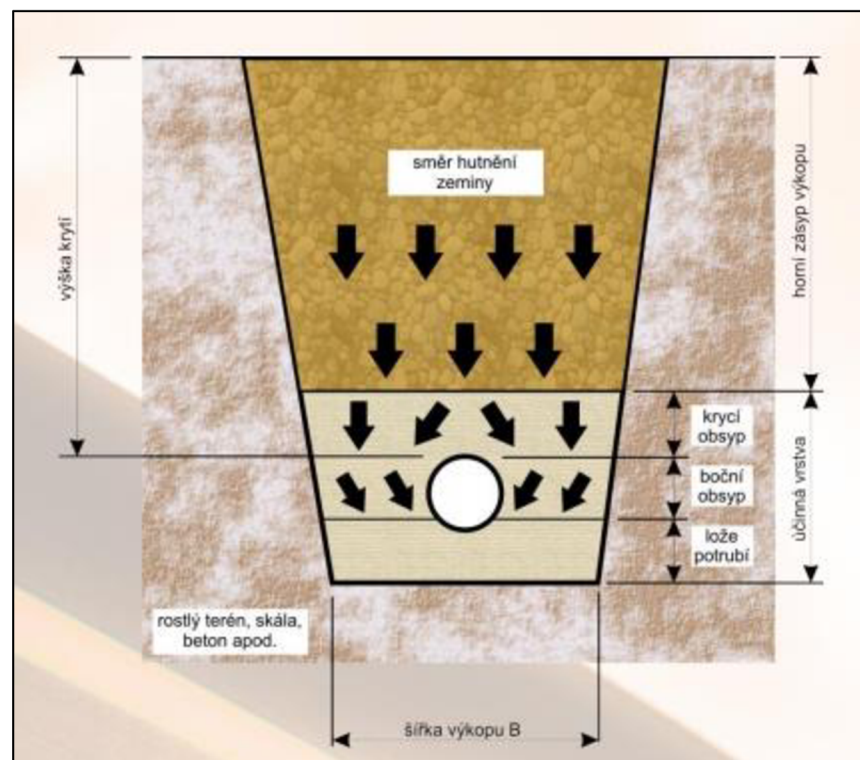 směr hutnění
zeminy
výška krytí
horní zásyp výkopu
krycí
obsyp
boční
obsyp
lože
potrubí
účinná vrstva
rostlý terén, skála,
beton apod.
šířka výkopu B